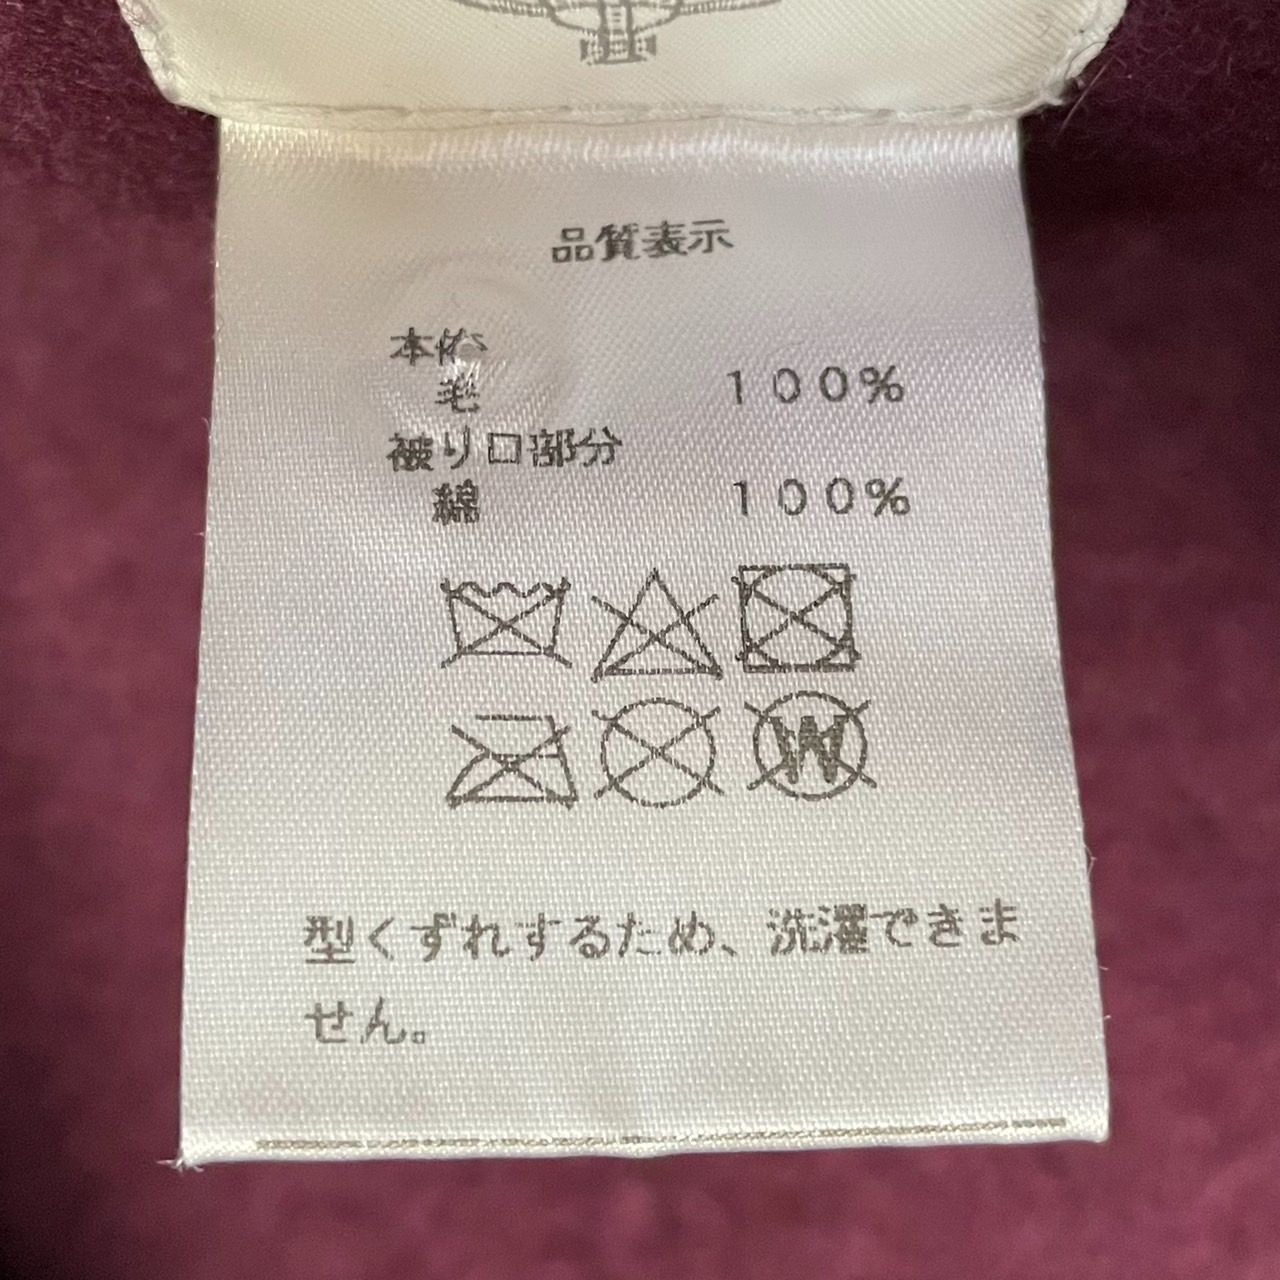 品質表示
本体
毛 100%
被り口部分
綿 100%
W
型くずれするため、洗濯できま
せん。